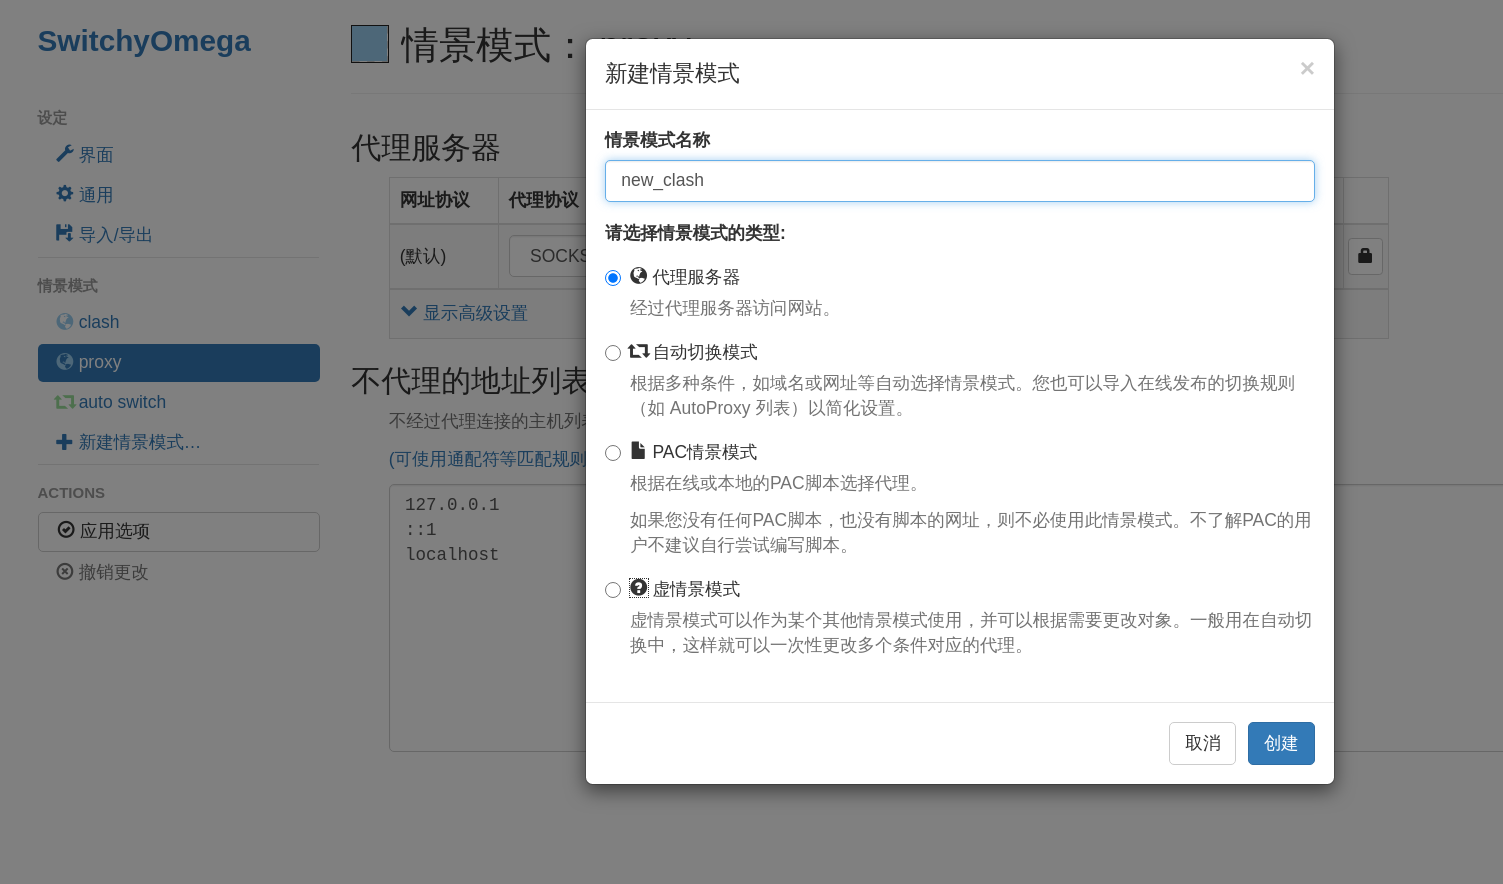 SwitchyOmega
设定
界面
通用
导入/导出
情景模式
clash
proxy
auto switch
新建情景模式…
ACTIONS
应用选项
撤销更改
情景模式：
代理服务器
网址协议 代理协议
(默认) SOCKS
显示高级设置
不代理的地址列表
不经过代理连接的主机列表
(可使用通配符等匹配规则
127.0.0.1
::1
localhost
新建情景模式
×
情景模式名称
new_clash
请选择情景模式的类型:
代理服务器
经过代理服务器访问网站。
自动切换模式
根据多种条件，如域名或网址等自动选择情景模式。您也可以导入在线发布的切换规则
（如 AutoProxy 列表）以简化设置。
PAC情景模式
根据在线或本地的PAC脚本选择代理。
如果您没有任何PAC脚本，也没有脚本的网址，则不必使用此情景模式。不了解PAC的用
户不建议自行尝试编写脚本。
虚情景模式
虚情景模式可以作为某个其他情景模式使用，并可以根据需要更改对象。一般用在自动切
换中，这样就可以一次性更改多个条件对应的代理。
取消 创建